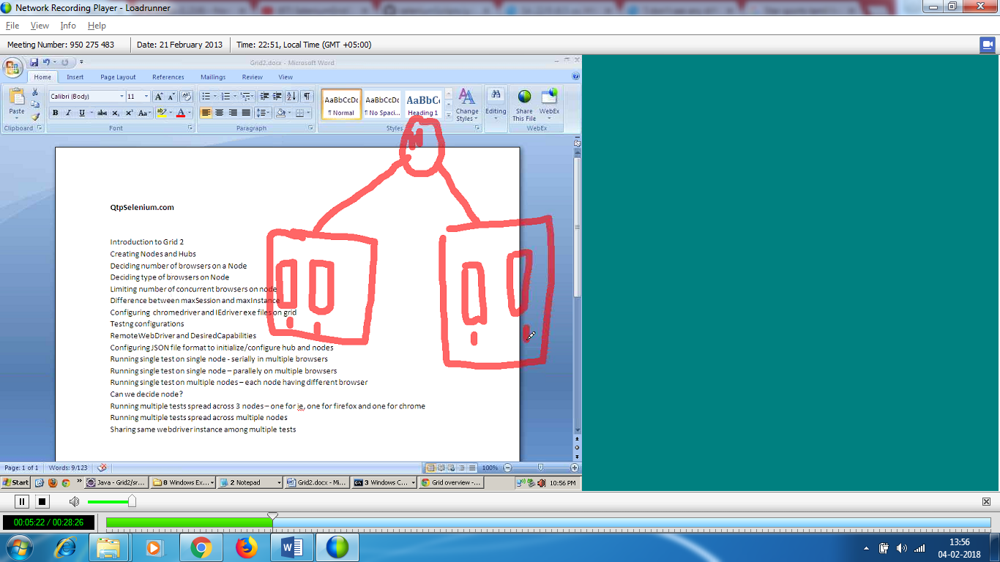 Network Recording Player - Loadrunner
File View Info Help
Meeting Number: 950 275 483 Date: 21 February 2013 Time: 22:51, Local Time (GMT +05:00)
Grid2.docx - Microsoft Word
Home Insert Page Layout References Mailings Review View
Paste
Calibri (Body) 11
B I U abc x₂ x² Aa A
AaBbCcDc AaBbCcDc AaBbCc
¶ Normal ¶ No Spaci... Heading 1
Change Styles
Editing
Share This File
WebEx
Clipboard Font Paragraph Styles WebEx
QtpSelenium.com
Introduction to Grid 2
Creating Nodes and Hubs
Deciding number of browsers on a Node
Deciding type of browsers on Node
Limiting number of concurrent browsers on node
Difference between maxSession and maxInstance
Configuring chromedriver and IEdriver exe files on grid
Testng configurations
RemoteWebDriver and DesiredCapabilities
Configuring JSON file format to initialize/configure hub and nodes
Running single test on single node - serially in multiple browsers
Running single test on single node – parallely on multiple browsers
Running single test on multiple nodes – each node having different browser
Can we decide node?
Running multiple tests spread across 3 nodes – one for ie, one for firefox and one for chrome
Running multiple tests spread across multiple nodes
Sharing same webdriver instance among multiple tests
Page: 1 of 1 Words: 9/123 100%
Start Java - Grid2/sr... 8 Windows Ex... 2 Notepad Grid2.docx - Mi... 3 Windows C... Grid overview -... 10:56 PM
00:05:22 / 00:28:26
13:56
04-02-2018